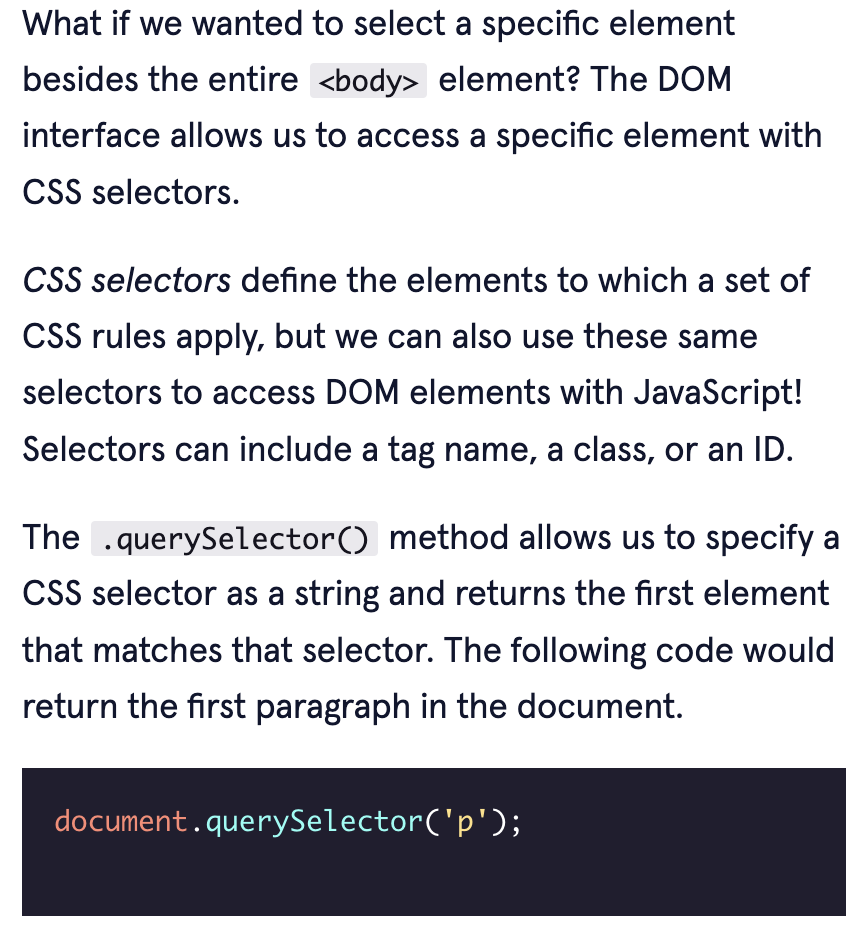 What if we wanted to select a specific element
besides the entire <body> element? The DOM
interface allows us to access a specific element with
CSS selectors.
CSS selectors define the elements to which a set of
CSS rules apply, but we can also use these same
selectors to access DOM elements with JavaScript!
Selectors can include a tag name, a class, or an ID.
The .querySelector() method allows us to specify a
CSS selector as a string and returns the first element
that matches that selector. The following code would
return the first paragraph in the document.
document.querySelector('p');